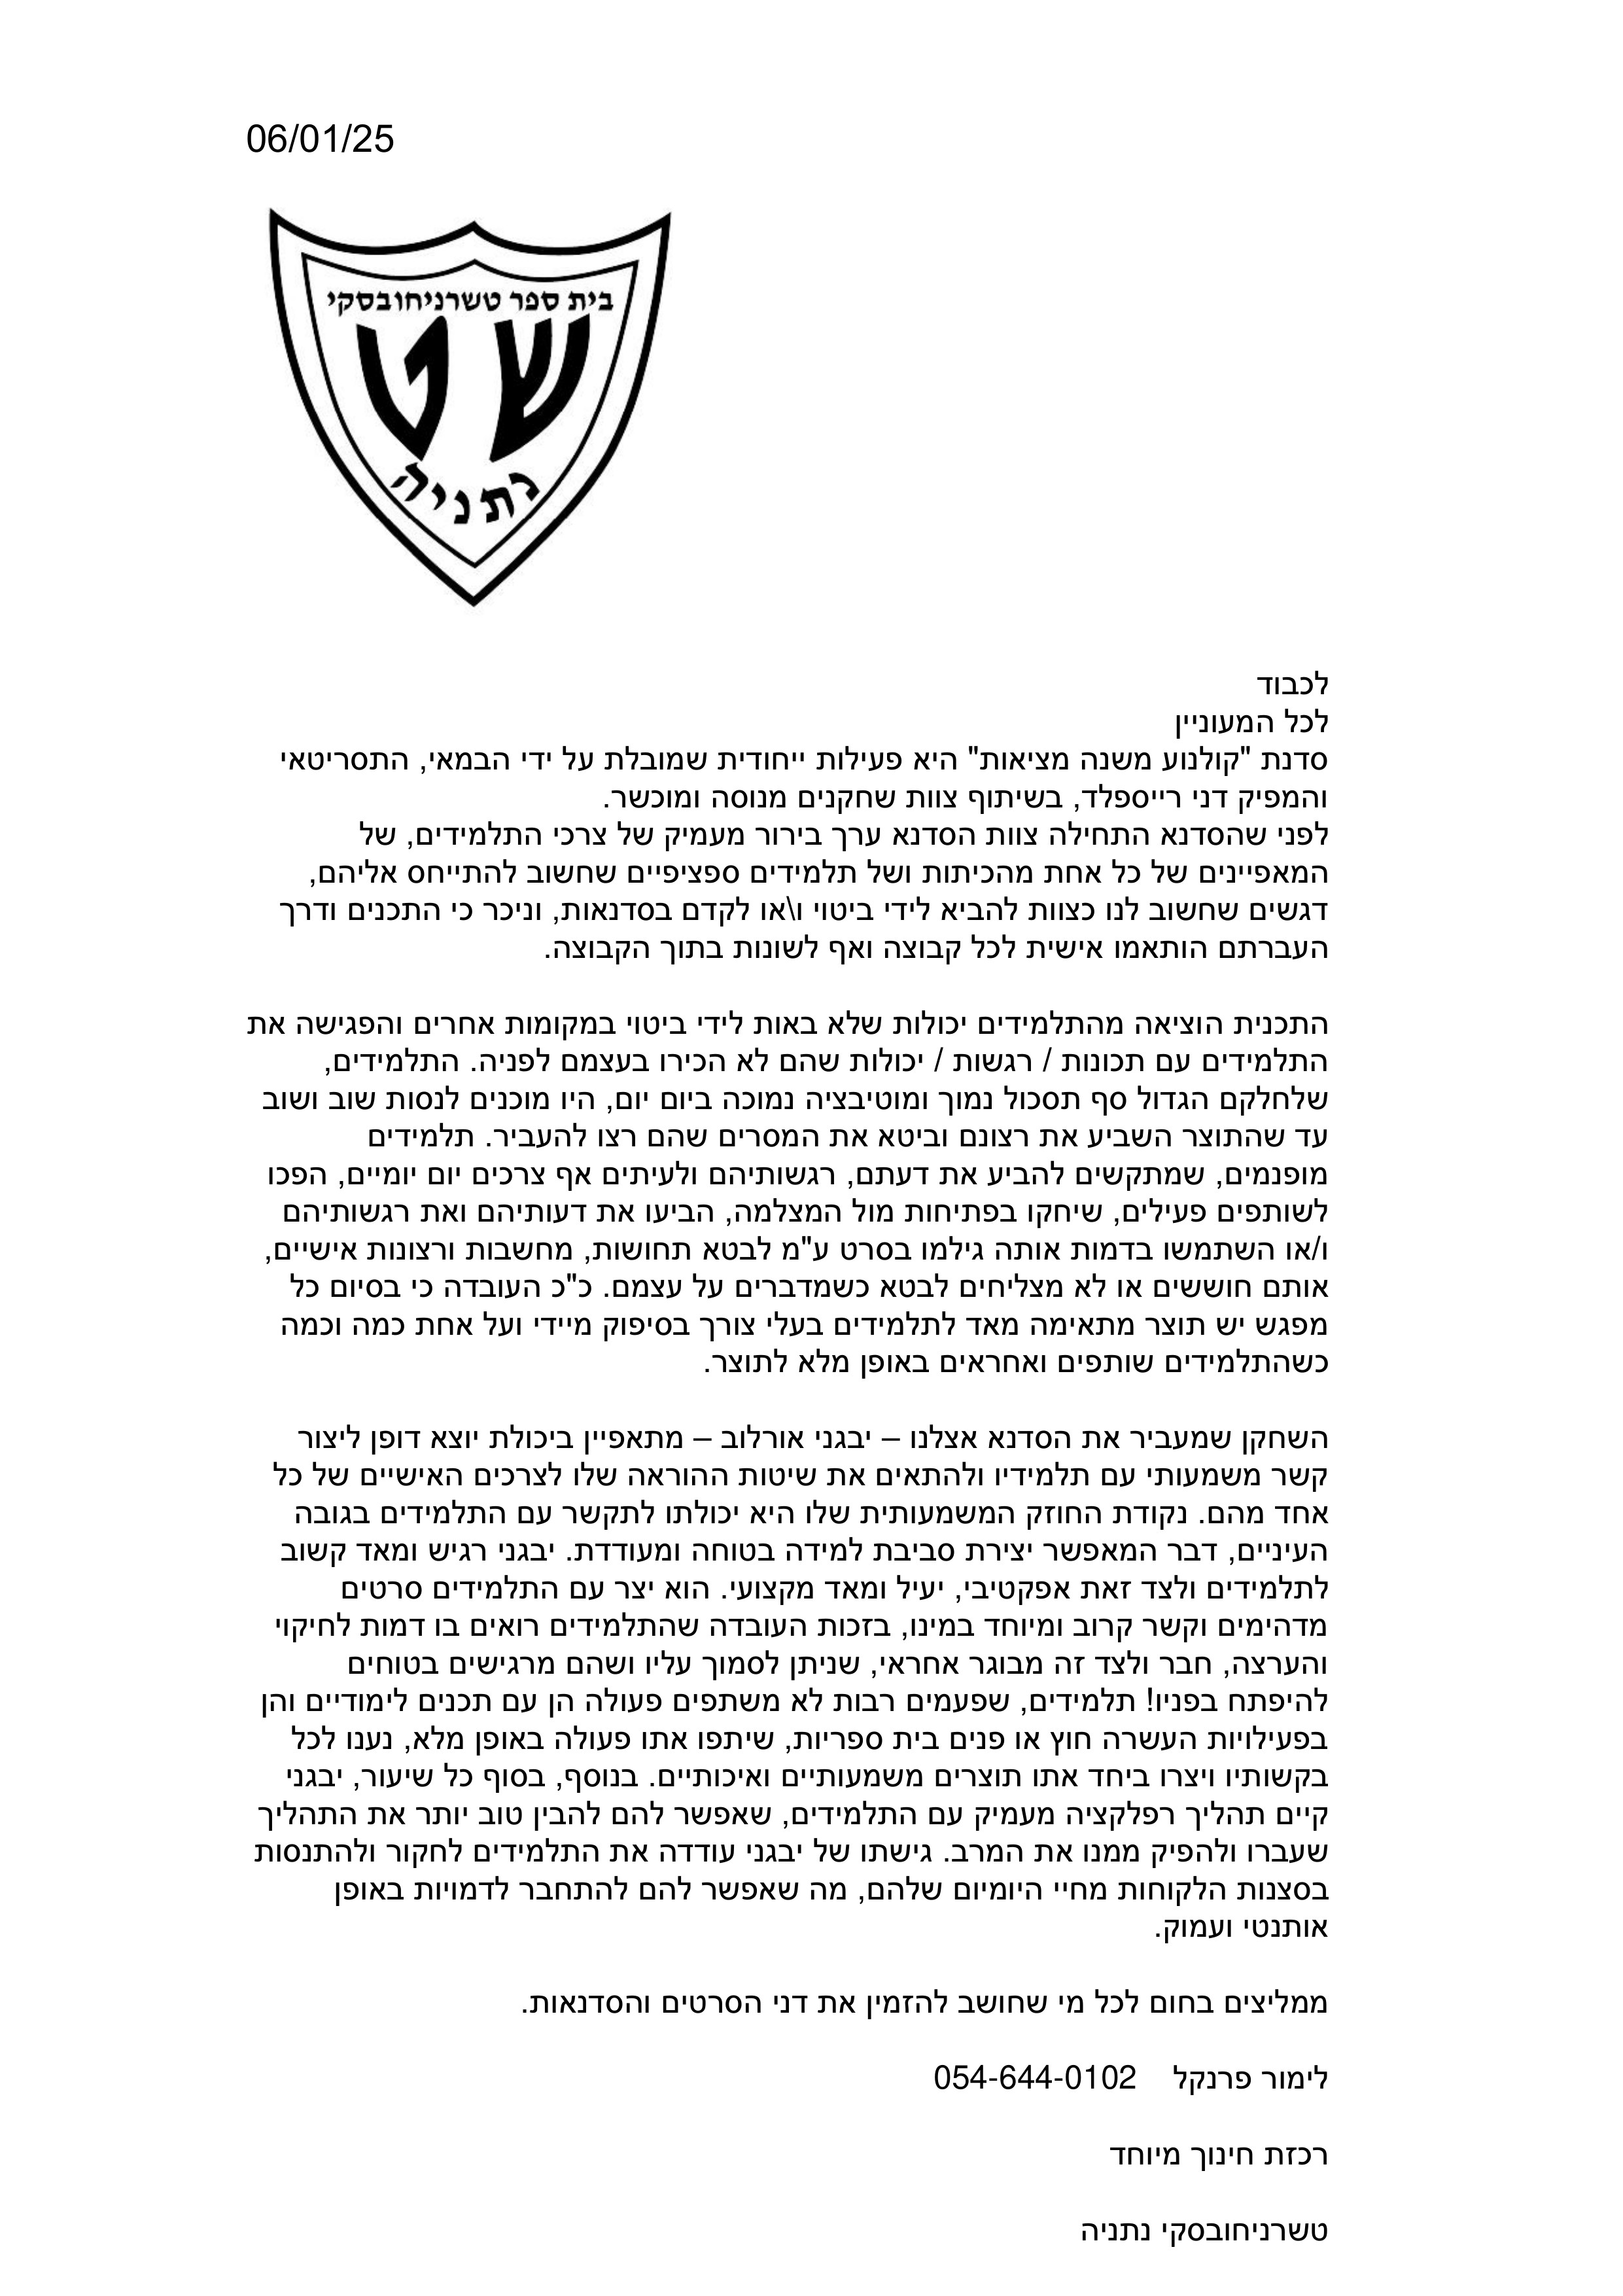 06/01/25
בית ספר טשרניחובסקי
ש ט
נתניה
לכבוד
לכל המעוניין
סדנת "קולנוע משנה מציאות" היא פעילות ייחודית שמובלת על ידי הבמאי, התסריטאי
והמפיק דני רייספלד, בשיתוף צוות שחקנים מנוסה ומוכשר.
לפני שהסדנא התחילה צוות הסדנא ערך בירור מעמיק של צרכי התלמידים, של
המאפיינים של כל אחת מהכיתות ושל תלמידים ספציפיים שחשוב להתייחס אליהם,
דגשים שחשוב לנו כצוות להביא לידי ביטוי ו\או לקדם בסדנאות, וניכר כי התכנים ודרך
העברתם הותאמו אישית לכל קבוצה ואף לשונות בתוך הקבוצה.
התכנית הוציאה מהתלמידים יכולות שלא באות לידי ביטוי במקומות אחרים והפגישה את
התלמידים עם תכונות / רגשות / יכולות שהם לא הכירו בעצמם לפניה. התלמידים,
שלחלקם הגדול סף תסכול נמוך ומוטיבציה נמוכה ביום יום, היו מוכנים לנסות שוב ושוב
עד שהתוצר השביע את רצונם וביטא את המסרים שהם רצו להעביר. תלמידים
מופנמים, שמתקשים להביע את דעתם, רגשותיהם ולעיתים אף צרכים יום יומיים, הפכו
לשותפים פעילים, שיחקו בפתיחות מול המצלמה, הביעו את דעותיהם ואת רגשותיהם
ו/או השתמשו בדמות אותה גילמו בסרט ע"מ לבטא תחושות, מחשבות ורצונות אישיים,
אותם חוששים או לא מצליחים לבטא כשמדברים על עצמם. כ"כ העובדה כי בסיום כל
מפגש יש תוצר מתאימה מאד לתלמידים בעלי צורך בסיפוק מיידי ועל אחת כמה וכמה
כשהתלמידים שותפים ואחראים באופן מלא לתוצר.
השחקן שמעביר את הסדנא אצלנו – יבגני אורלוב – מתאפיין ביכולת יוצא דופן ליצור
קשר משמעותי עם תלמידיו ולהתאים את שיטות ההוראה שלו לצרכים האישיים של כל
אחד מהם. נקודת החוזק המשמעותית שלו היא יכולתו לתקשר עם התלמידים בגובה
העיניים, דבר המאפשר יצירת סביבת למידה בטוחה ומעודדת. יבגני רגיש ומאד קשוב
לתלמידים ולצד זאת אפקטיבי, יעיל ומאד מקצועי. הוא יצר עם התלמידים סרטים
מדהימים וקשר קרוב ומיוחד במינו, בזכות העובדה שהתלמידים רואים בו דמות לחיקוי
והערצה, חבר ולצד זה מבוגר אחראי, שניתן לסמוך עליו ושהם מרגישים בטוחים
להיפתח בפניו! תלמידים, שפעמים רבות לא משתפים פעולה הן עם תכנים לימודיים והן
בפעילויות העשרה חוץ או פנים בית ספריות, שיתפו אתו פעולה באופן מלא, נענו לכל
בקשותיו ויצרו ביחד אתו תוצרים משמעותיים ואיכותיים. בנוסף, בסוף כל שיעור, יבגני
קיים תהליך רפלקציה מעמיק עם התלמידים, שאפשר להם להבין טוב יותר את התהליך
שעברו ולהפיק ממנו את המרב. גישתו של יבגני עודדה את התלמידים לחקור ולהתנסות
בסצנות הלקוחות מחיי היומיום שלהם, מה שאפשר להם להתחבר לדמויות באופן
אותנטי ועמוק.
ממליצים בחום לכל מי שחושב להזמין את דני הסרטים והסדנאות.
לימור פרנקל 054-644-0102
רכזת חינוך מיוחד
טשרניחובסקי נתניה